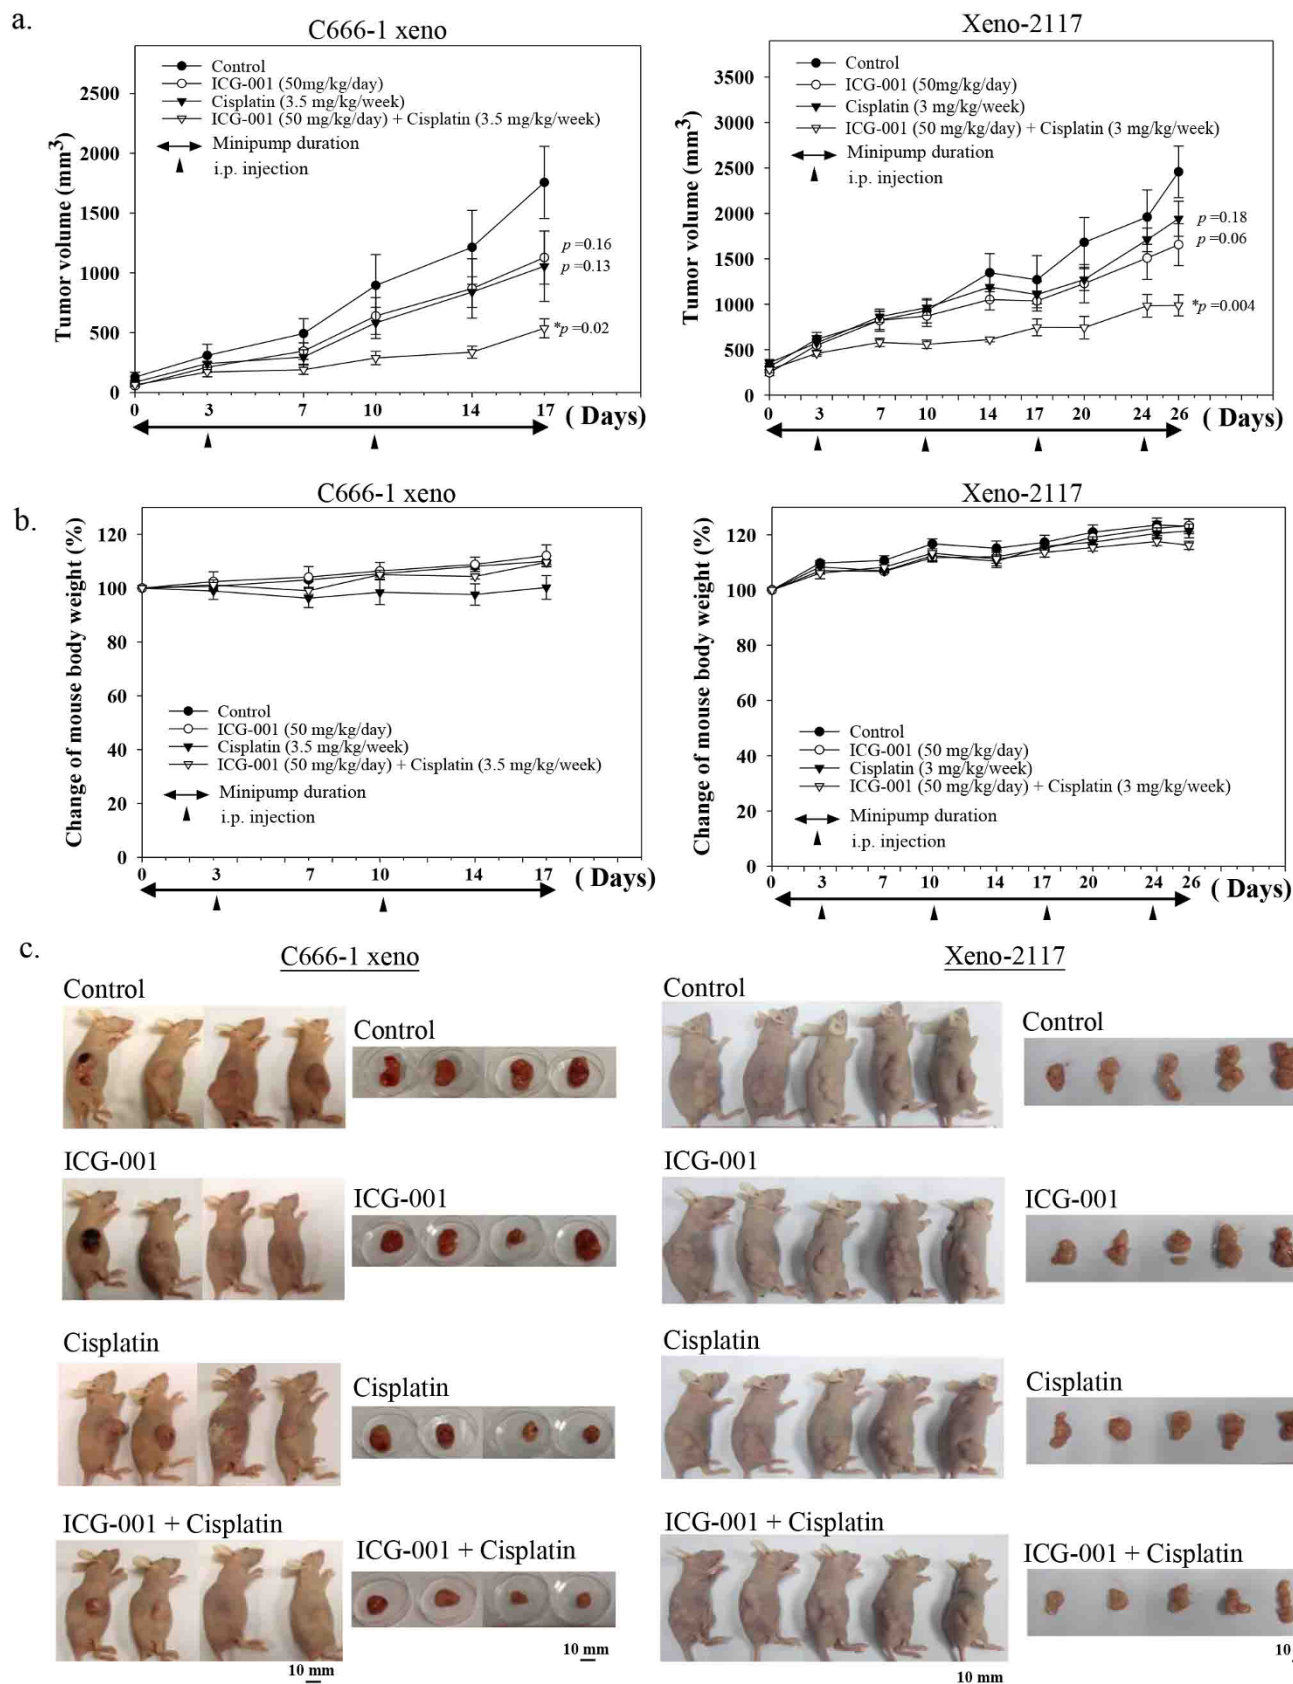 a.
C666-1 xeno
Control
ICG-001 (50mg/kg/day)
Cisplatin (3.5 mg/kg/week)
ICG-001 (50 mg/kg/day) + Cisplatin (3.5 mg/kg/week)
Minipump duration
i.p. injection
Tumor volume (mm³)
2500
2000
1500
1000
500
0
p =0.16
p =0.13
*p =0.02
0 3 7 10 14 17 ( Days)
Xeno-2117
Control
ICG-001 (50mg/kg/day)
Cisplatin (3 mg/kg/week)
ICG-001 (50 mg/kg/day) + Cisplatin (3 mg/kg/week)
Minipump duration
i.p. injection
Tumor volume (mm³)
3500
3000
2500
2000
1500
1000
500
0
p =0.18
p =0.06
*p =0.004
0 3 7 10 14 17 20 24 26 ( Days)
b.
C666-1 xeno
Change of mouse body weight (%)
120
100
80
60
40
20
0
Control
ICG-001 (50 mg/kg/day)
Cisplatin (3.5 mg/kg/week)
ICG-001 (50 mg/kg/day) + Cisplatin (3.5 mg/kg/week)
Minipump duration
i.p. injection
0 3 7 10 14 17 ( Days)
Xeno-2117
Change of mouse body weight (%)
120
100
80
60
40
20
0
Control
ICG-001 (50 mg/kg/day)
Cisplatin (3 mg/kg/week)
ICG-001 (50 mg/kg/day) + Cisplatin (3 mg/kg/week)
Minipump duration
i.p. injection
0 3 7 10 14 17 20 24 26 ( Days)
c.
C666-1 xeno
Control
Control
ICG-001
ICG-001
Cisplatin
Cisplatin
ICG-001 + Cisplatin
ICG-001 + Cisplatin
10 mm
10 mm
Xeno-2117
Control
Control
ICG-001
ICG-001
Cisplatin
Cisplatin
ICG-001 + Cisplatin
ICG-001 + Cisplatin
10 mm
10